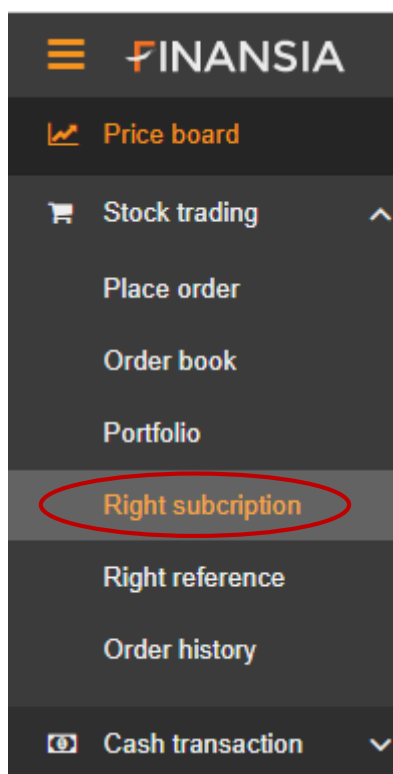 FINANSIA
Price board
Stock trading
Place order
Order book
Portfolio
Right subcription
Right reference
Order history
Cash transaction